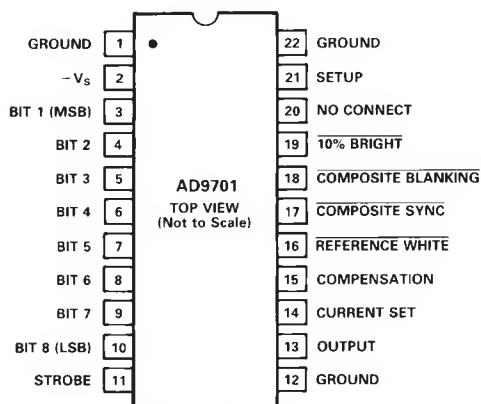 GROUND 1
-Vs 2
BIT 1 (MSB) 3
BIT 2 4
BIT 3 5
BIT 4 6
BIT 5 7
BIT 6 8
BIT 7 9
BIT 8 (LSB) 10
STROBE 11
AD9701
TOP VIEW
(Not to Scale)
22 GROUND
21 SETUP
20 NO CONNECT
19 10% BRIGHT
18 COMPOSITE BLANKING
17 COMPOSITE SYNC
16 REFERENCE WHITE
15 COMPENSATION
14 CURRENT SET
13 OUTPUT
12 GROUND